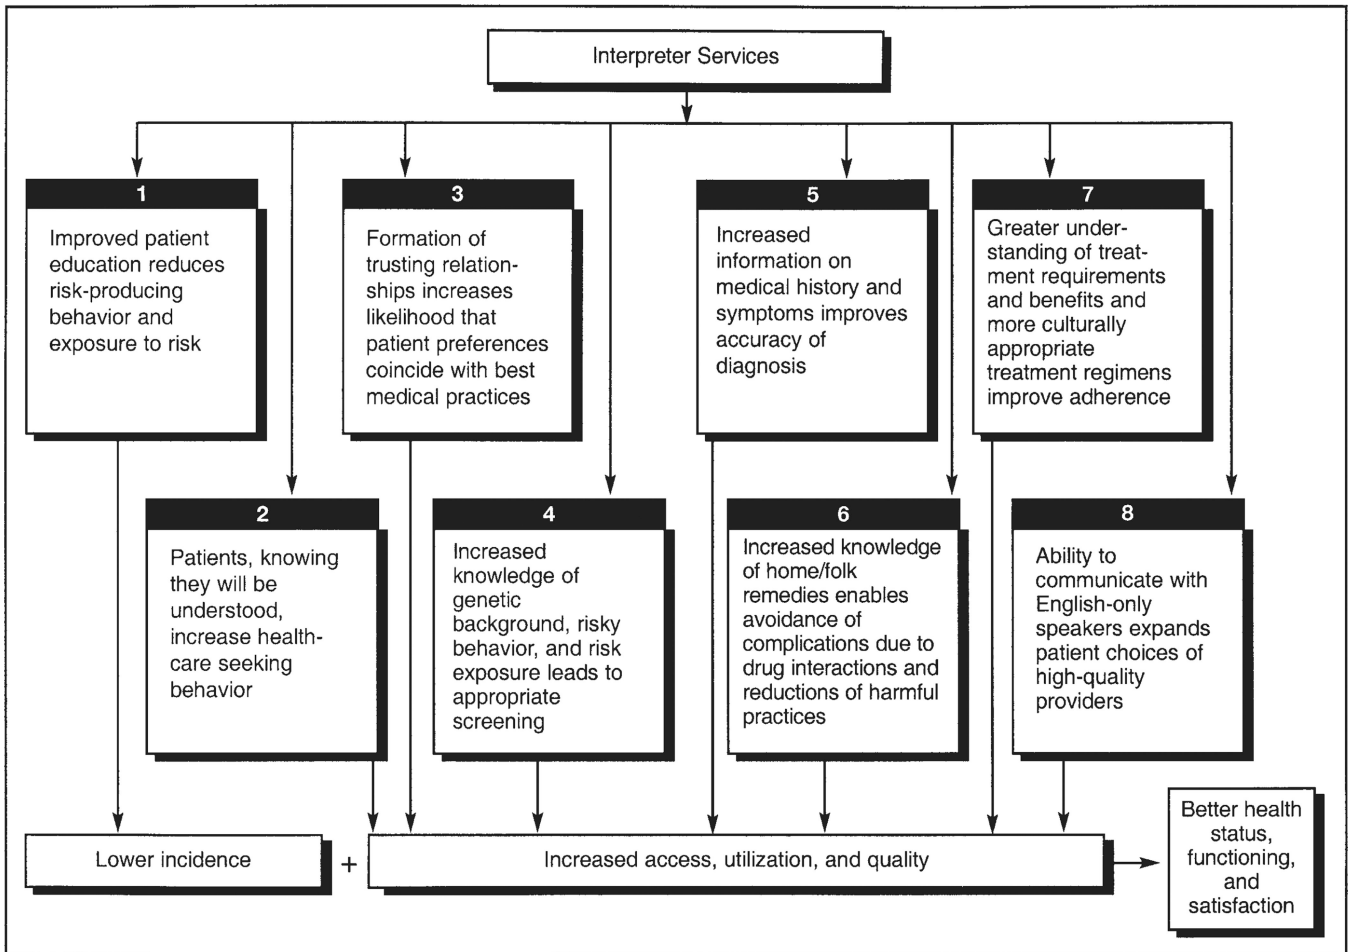 Interpreter Services
1
Improved patient
education reduces
risk-producing
behavior and
exposure to risk
3
Formation of
trusting relation-
ships increases
likelihood that
patient preferences
coincide with best
medical practices
5
Increased
information on
medical history and
symptoms improves
accuracy of
diagnosis
7
Greater under-
standing of treat-
ment requirements
and benefits and
more culturally
appropriate
treatment regimens
improve adherence
2
Patients, knowing
they will be
understood,
increase health-
care seeking
behavior
4
Increased
knowledge of
genetic
background, risky
behavior, and risk
exposure leads to
appropriate
screening
6
Increased knowledge
of home/folk
remedies enables
avoidance of
complications due to
drug interactions and
reductions of harmful
practices
8
Ability to
communicate with
English-only
speakers expands
patient choices of
high-quality
providers
Lower incidence
+
Increased access, utilization, and quality
Better health
status,
functioning,
and
satisfaction